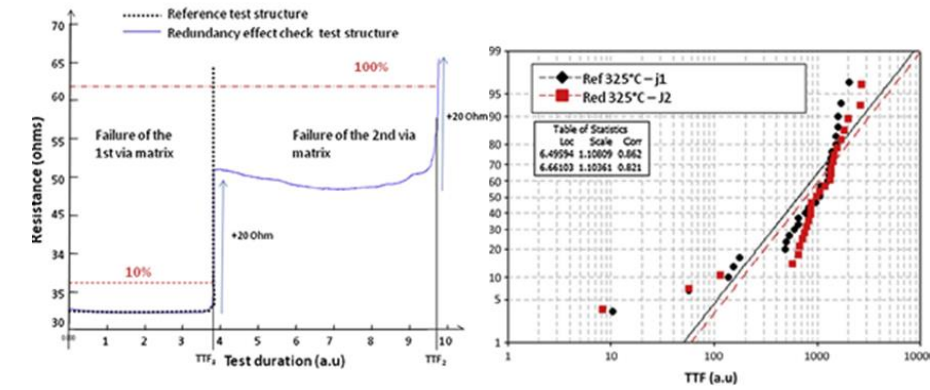 Reference test structure
Redundancy effect check test structure
70
65
60
55
50
45
34
35
30
Resistance (ohms)
100%
+20 Ohm
Failure of the
1st via matrix
Failure of the 2nd via
matrix
+20 Ohm
10%
1 2 3 4 5 6 7 8 9 10
TTF1 Test duration (a.u) TTF2
Ref 325°C – j1
Red 325°C – J2
Table of Statistics
Loc Scale Corr
6.49594 1.10809 0.862
6.66103 1.10361 0.821
99
95
90
80
70
60
50
40
30
20
10
5
1
1 10 100 1000 10000
TTF (a.u)